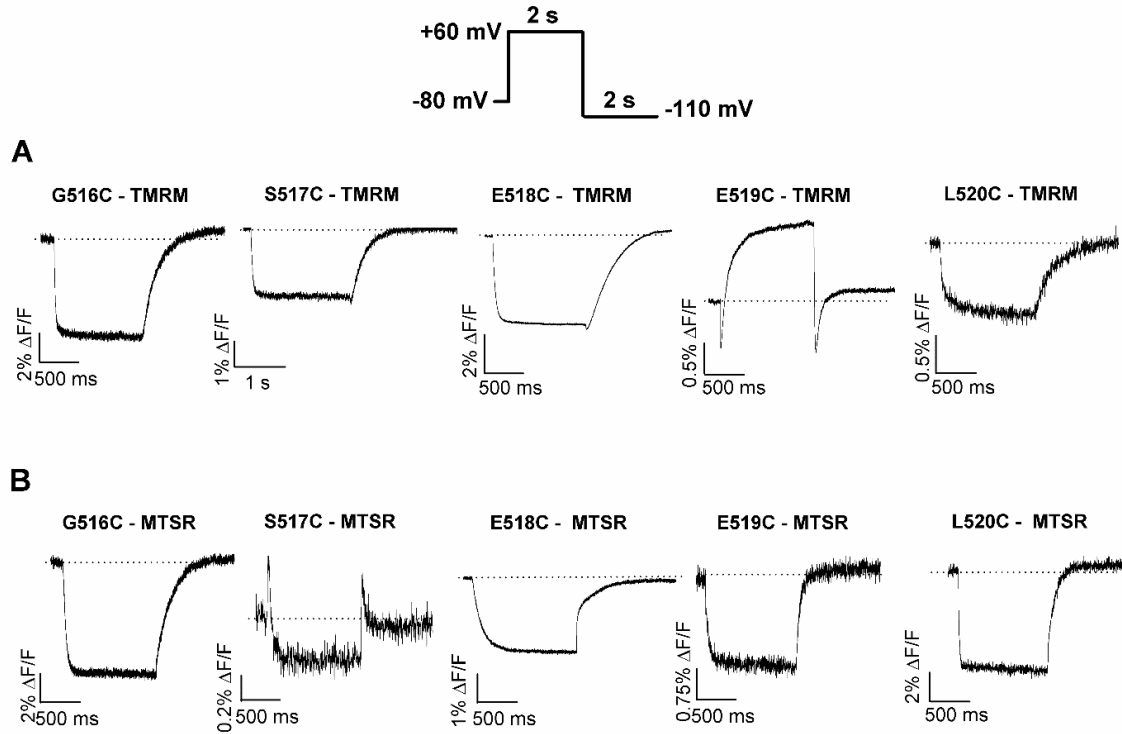 2 s
+60 mV
-80 mV
2 s
-110 mV
A
G516C - TMRM
S517C - TMRM
E518C - TMRM
E519C - TMRM
L520C - TMRM
2% ΔF/F
500 ms
1% ΔF/F
1 s
2% ΔF/F
500 ms
0.5% ΔF/F
500 ms
0.5% ΔF/F
500 ms
B
G516C - MTSR
S517C - MTSR
E518C - MTSR
E519C - MTSR
L520C - MTSR
2% ΔF/F
500 ms
0.2% ΔF/F
500 ms
1% ΔF/F
500 ms
0.75% ΔF/F
500 ms
2% ΔF/F
500 ms